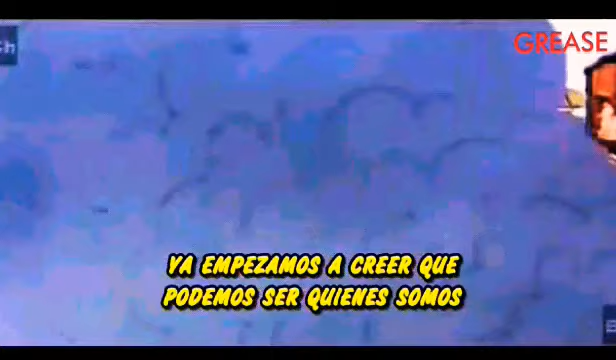 GREASE
YA EMPEZAMOS A CREER QUE
PODEMOS SER QUIENES SOMOS